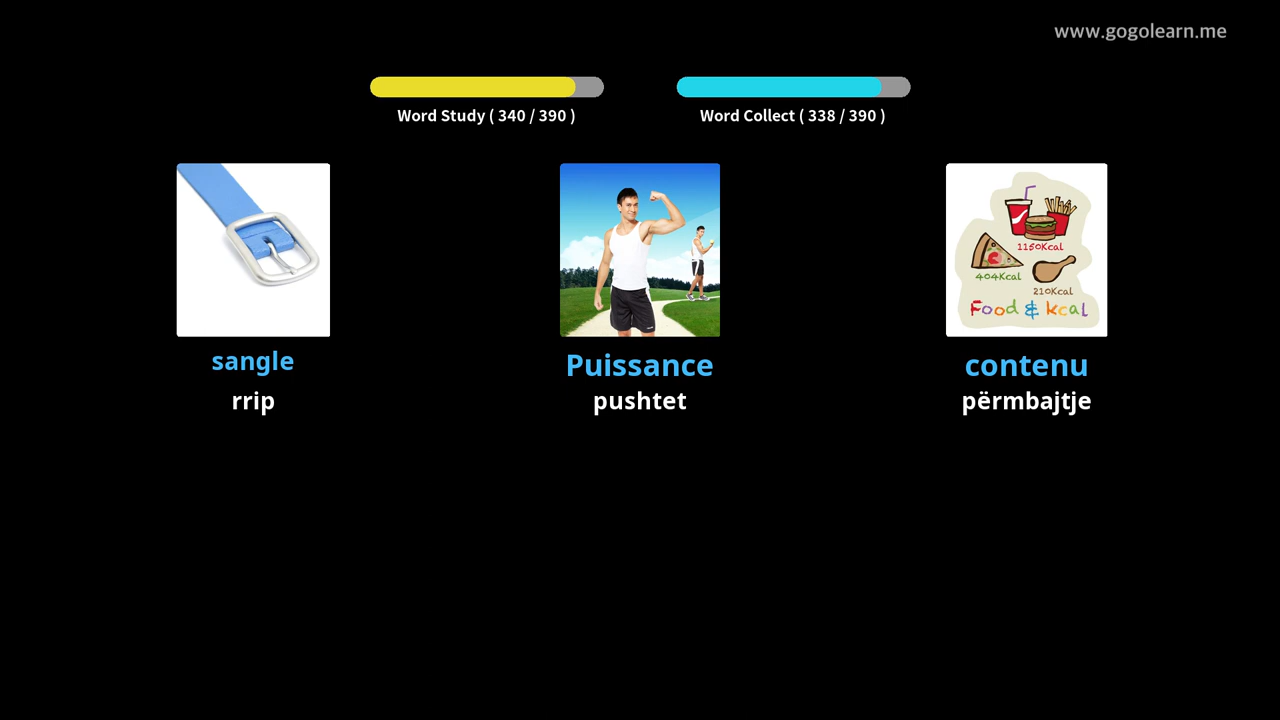 www.gogolearn.me
Word Study ( 340 / 390 )
Word Collect ( 338 / 390 )
1150Kcal
404Kcal
210Kcal
Food & kcal
sangle
Puissance
contenu
rrip
pushtet
përmbajtje